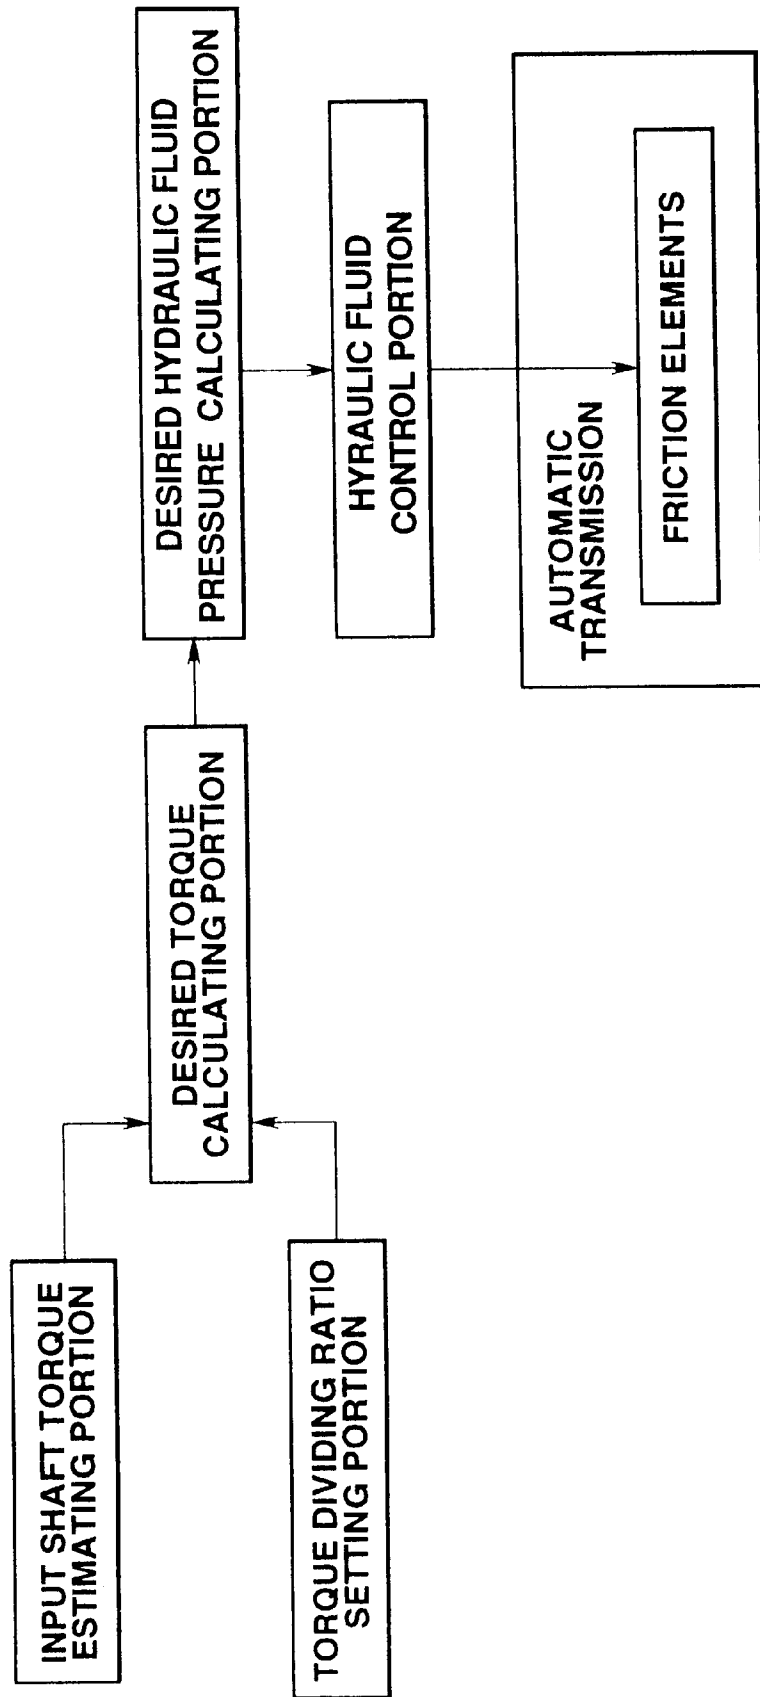 INPUT SHAFT TORQUE
ESTIMATING PORTION
TORQUE DIVIDING RATIO
SETTING PORTION
DESIRED TORQUE
CALCULATING PORTION
DESIRED HYDRAULIC FLUID
PRESSURE CALCULATING PORTION
HYRAULIC FLUID
CONTROL PORTION
AUTOMATIC
TRANSMISSION
FRICTION ELEMENTS